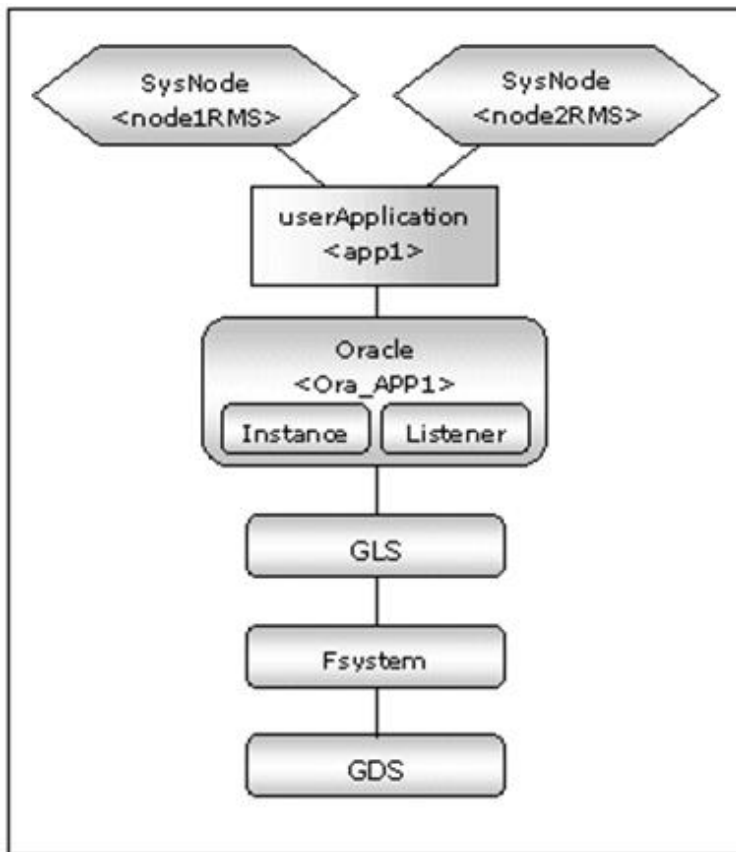 SysNode
<node1RMS>
SysNode
<node2RMS>
userApplication
<app1>
Oracle
<Ora_APP1>
Instance
Listener
GLS
Fsystem
GDS